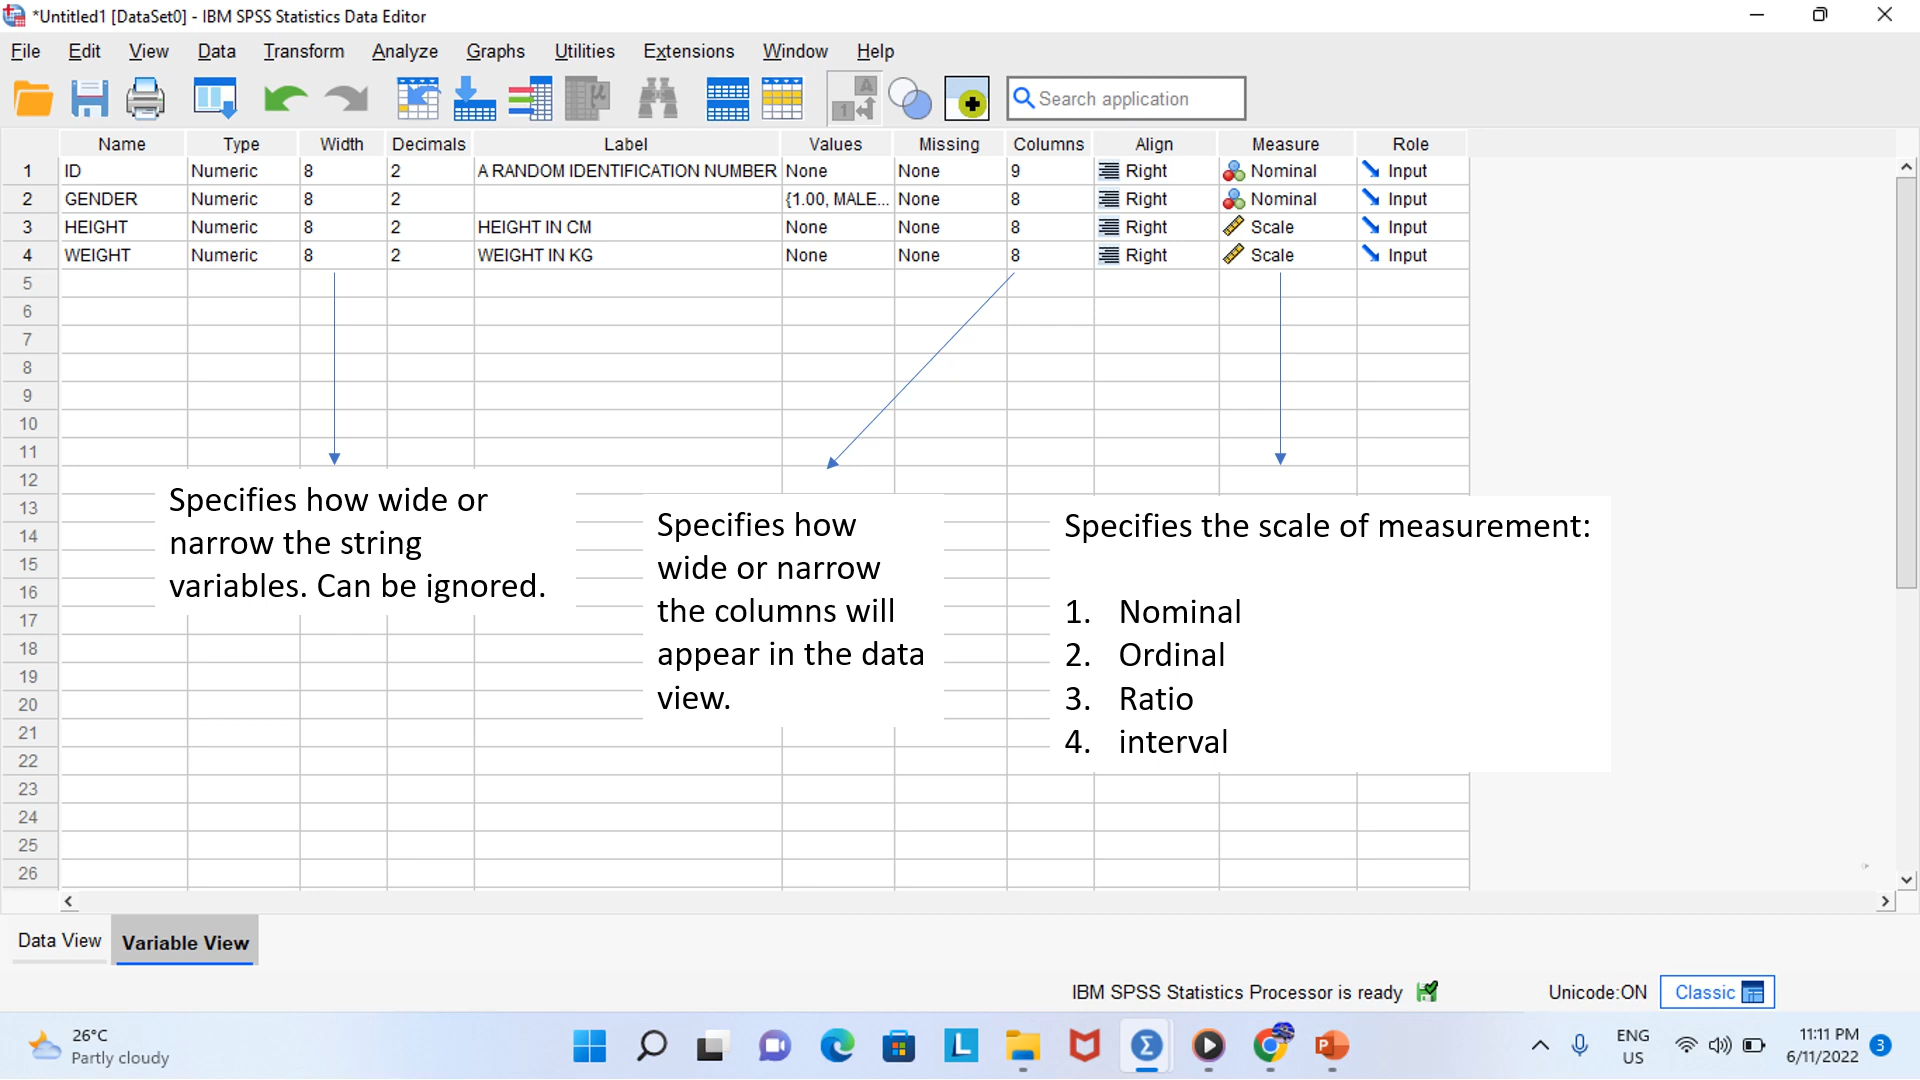 *Untitled1 [DataSet0] - IBM SPSS Statistics Data Editor
File Edit View Data Transform Analyze Graphs Utilities Extensions Window Help
Search application
Name Type Width Decimals Label Values Missing Columns Align Measure Role
1 ID Numeric 8 2 A RANDOM IDENTIFICATION NUMBER None None 9 Right Nominal Input
2 GENDER Numeric 8 2 {1.00, MALE... None 8 Right Nominal Input
3 HEIGHT Numeric 8 2 HEIGHT IN CM None None 8 Right Scale Input
4 WEIGHT Numeric 8 2 WEIGHT IN KG None None 8 Right Scale Input
5
6
7
8
9
10
11
12
13
14
15
16
17
18
19
20
21
22
23
24
25
26
Specifies how wide or
narrow the string
variables. Can be ignored.
Specifies how
wide or narrow
the columns will
appear in the data
view.
Specifies the scale of measurement:
1. Nominal
2. Ordinal
3. Ratio
4. interval
Data View Variable View
IBM SPSS Statistics Processor is ready Unicode:ON Classic
26°C
Partly cloudy
ENG
US
11:11 PM
6/11/2022
3